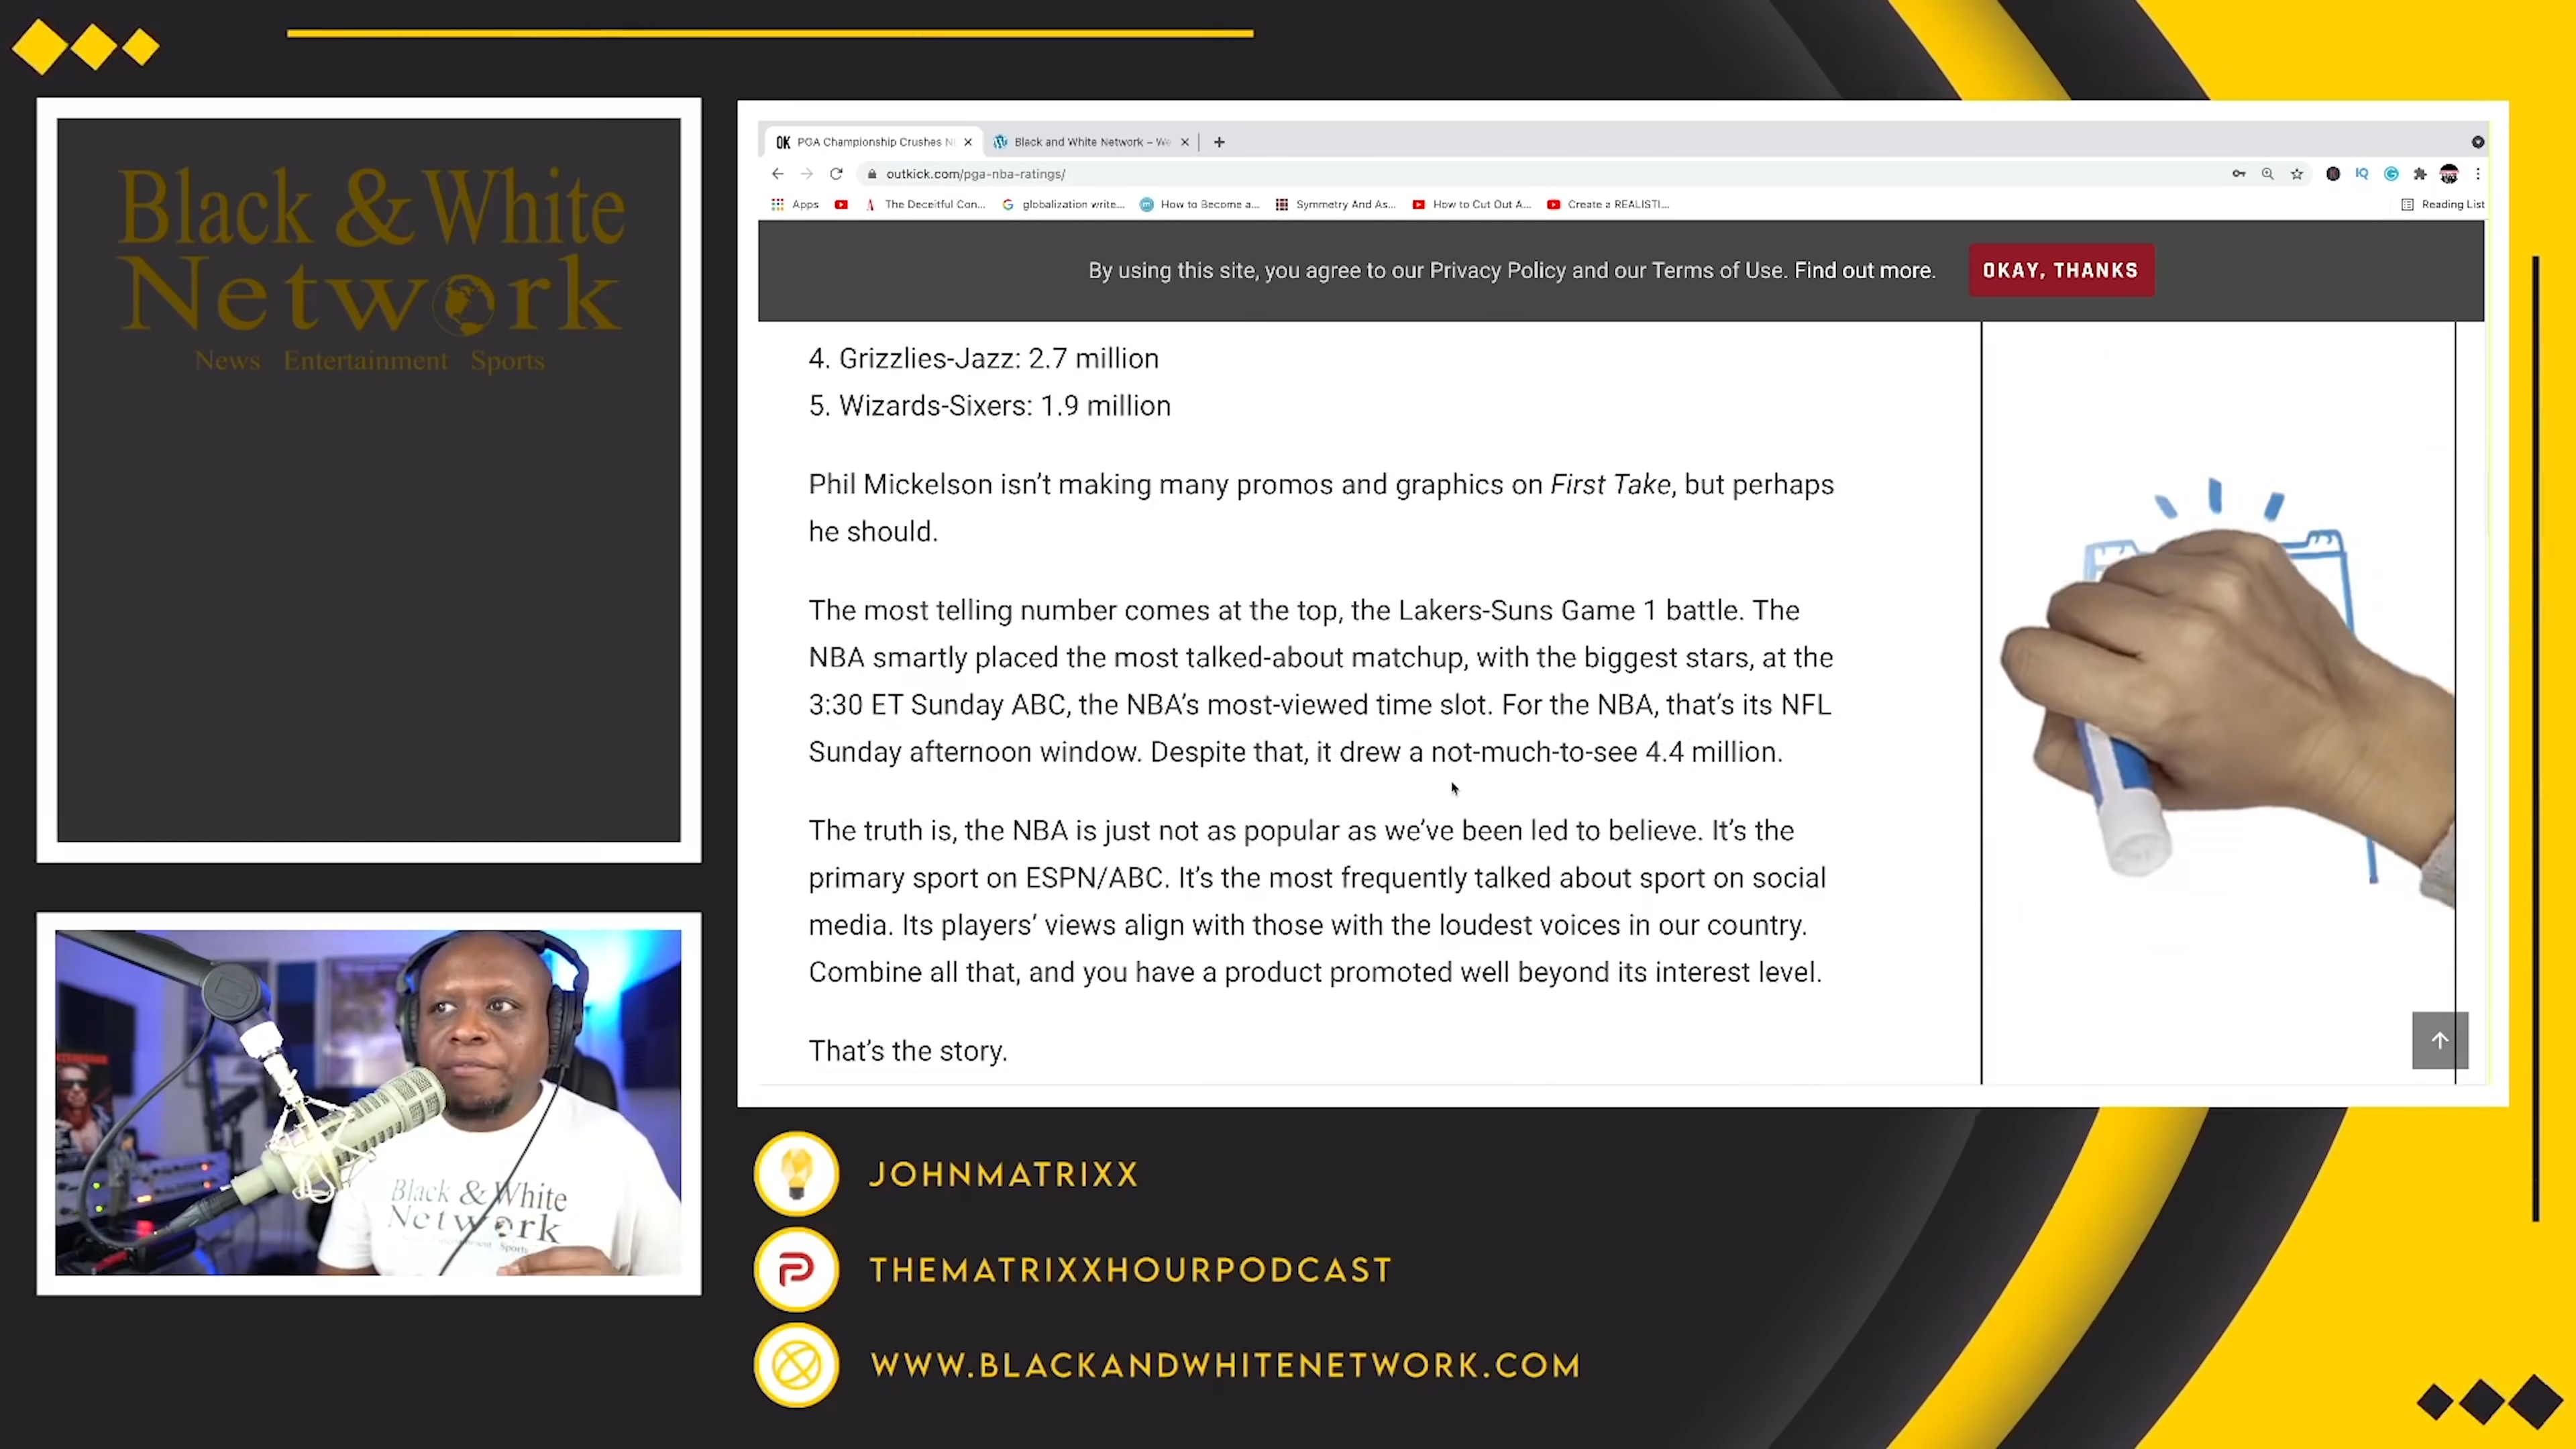 Black & White
Network
News Entertainment Sports
OK PGA Championship Crushes N
Black and White Network – We
outkick.com/pga-nba-ratings/
Apps
The Deceitful Con...
globalization write...
How to Become a...
Symmetry And As...
How to Cut Out A...
Create a REALISTI...
Reading List
By using this site, you agree to our Privacy Policy and our Terms of Use. Find out more.
OKAY, THANKS
4. Grizzlies-Jazz: 2.7 million
5. Wizards-Sixers: 1.9 million
Phil Mickelson isn’t making many promos and graphics on First Take, but perhaps
he should.
The most telling number comes at the top, the Lakers-Suns Game 1 battle. The
NBA smartly placed the most talked-about matchup, with the biggest stars, at the
3:30 ET Sunday ABC, the NBA’s most-viewed time slot. For the NBA, that’s its NFL
Sunday afternoon window. Despite that, it drew a not-much-to-see 4.4 million.
The truth is, the NBA is just not as popular as we’ve been led to believe. It’s the
primary sport on ESPN/ABC. It’s the most frequently talked about sport on social
media. Its players‘ views align with those with the loudest voices in our country.
Combine all that, and you have a product promoted well beyond its interest level.
That’s the story.
Black & White
Network
JOHNMATRIXX
THEMATRIXXHOURPODCAST
WWW.BLACKANDWHITENETWORK.COM